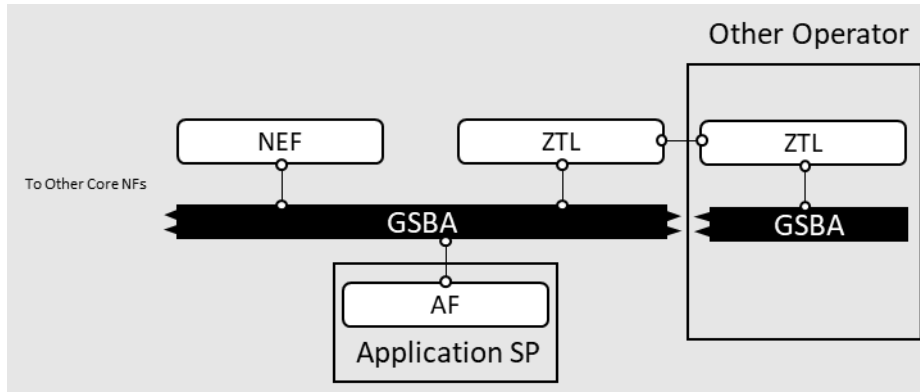 Other Operator
NEF
ZTL
ZTL
To Other Core NFs
GSBA
GSBA
AF
Application SP